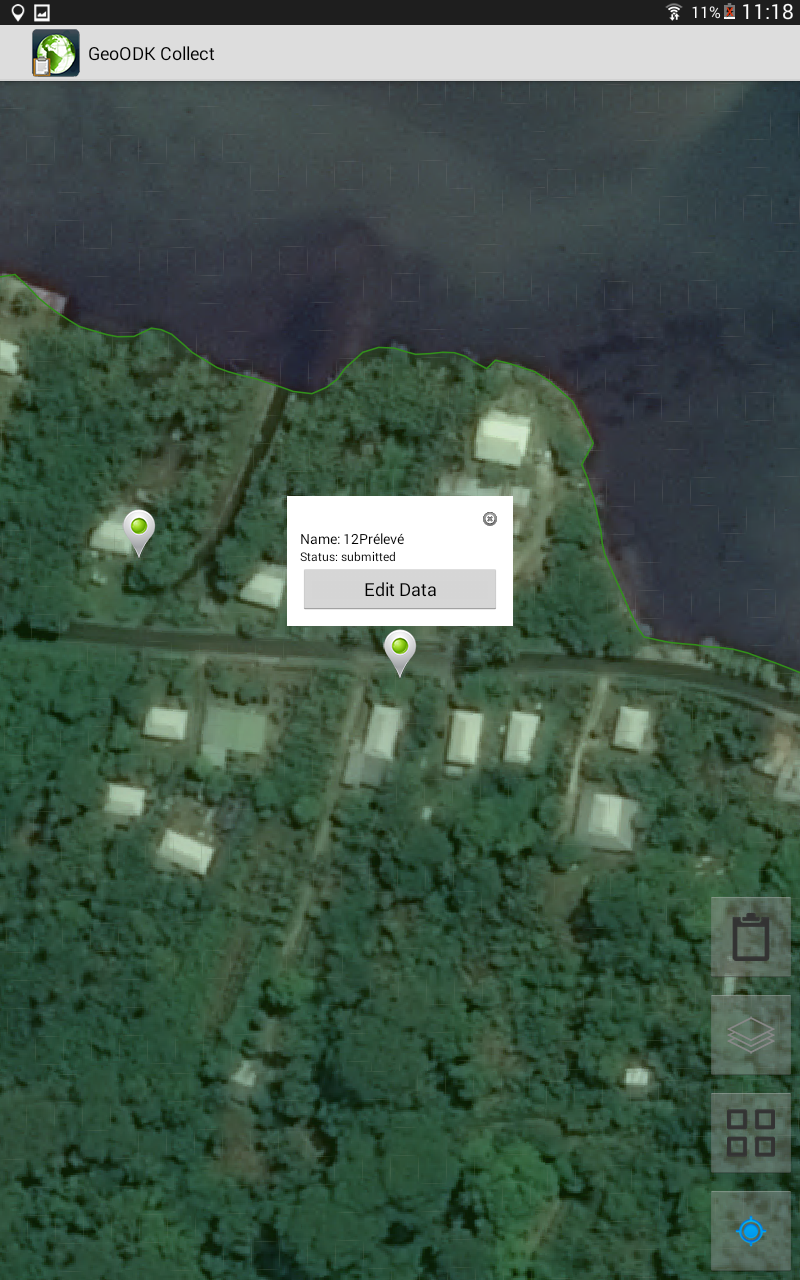 11% 11:18
GeoODK Collect
Name: 12Prélevé
Status: submitted
Edit Data